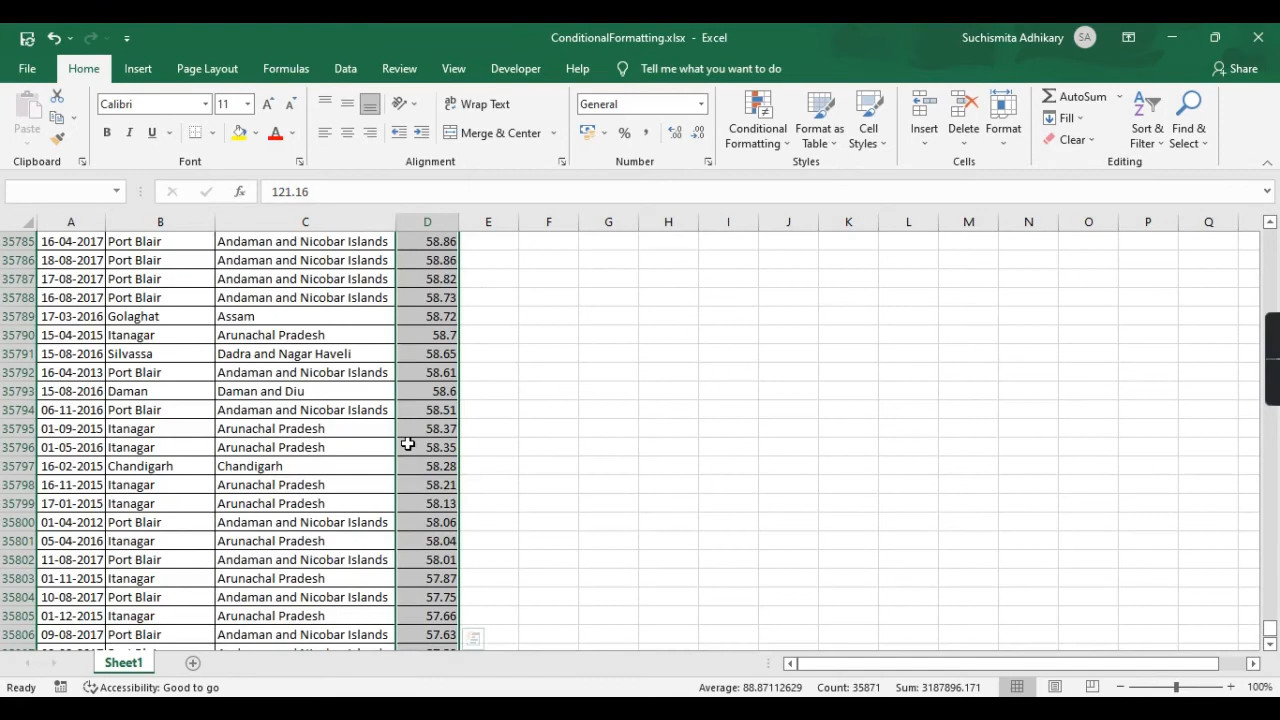 ConditionalFormatting.xlsx - Excel
Suchismita Adhikary SA
File Home Insert Page Layout Formulas Data Review View Developer Help Tell me what you want to do Share
Paste
Calibri 11
Wrap Text
General
Conditional Formatting
Format as Table
Cell Styles
Insert Delete Format
AutoSum
Fill
Clear
Sort & Filter
Find & Select
B I U A
Merge & Center
%
Clipboard Font Alignment Number Styles Cells Editing
fx 121.16
A B C D E F G H I J K L M N O P Q
35785 16-04-2017 Port Blair Andaman and Nicobar Islands 58.86
35786 18-08-2017 Port Blair Andaman and Nicobar Islands 58.86
35787 17-08-2017 Port Blair Andaman and Nicobar Islands 58.82
35788 16-08-2017 Port Blair Andaman and Nicobar Islands 58.73
35789 17-03-2016 Golaghat Assam 58.72
35790 15-04-2015 Itanagar Arunachal Pradesh 58.7
35791 15-08-2016 Silvassa Dadra and Nagar Haveli 58.65
35792 16-04-2013 Port Blair Andaman and Nicobar Islands 58.61
35793 15-08-2016 Daman Daman and Diu 58.6
35794 06-11-2016 Port Blair Andaman and Nicobar Islands 58.51
35795 01-09-2015 Itanagar Arunachal Pradesh 58.37
35796 01-05-2016 Itanagar Arunachal Pradesh 58.35
35797 16-02-2015 Chandigarh Chandigarh 58.28
35798 16-11-2015 Itanagar Arunachal Pradesh 58.21
35799 17-01-2015 Itanagar Arunachal Pradesh 58.13
35800 01-04-2012 Port Blair Andaman and Nicobar Islands 58.06
35801 05-04-2016 Itanagar Arunachal Pradesh 58.04
35802 11-08-2017 Port Blair Andaman and Nicobar Islands 58.01
35803 01-11-2015 Itanagar Arunachal Pradesh 57.87
35804 10-08-2017 Port Blair Andaman and Nicobar Islands 57.75
35805 01-12-2015 Itanagar Arunachal Pradesh 57.66
35806 09-08-2017 Port Blair Andaman and Nicobar Islands 57.63
Sheet1
Ready Accessibility: Good to go Average: 88.87112629 Count: 35871 Sum: 3187896.171 100%